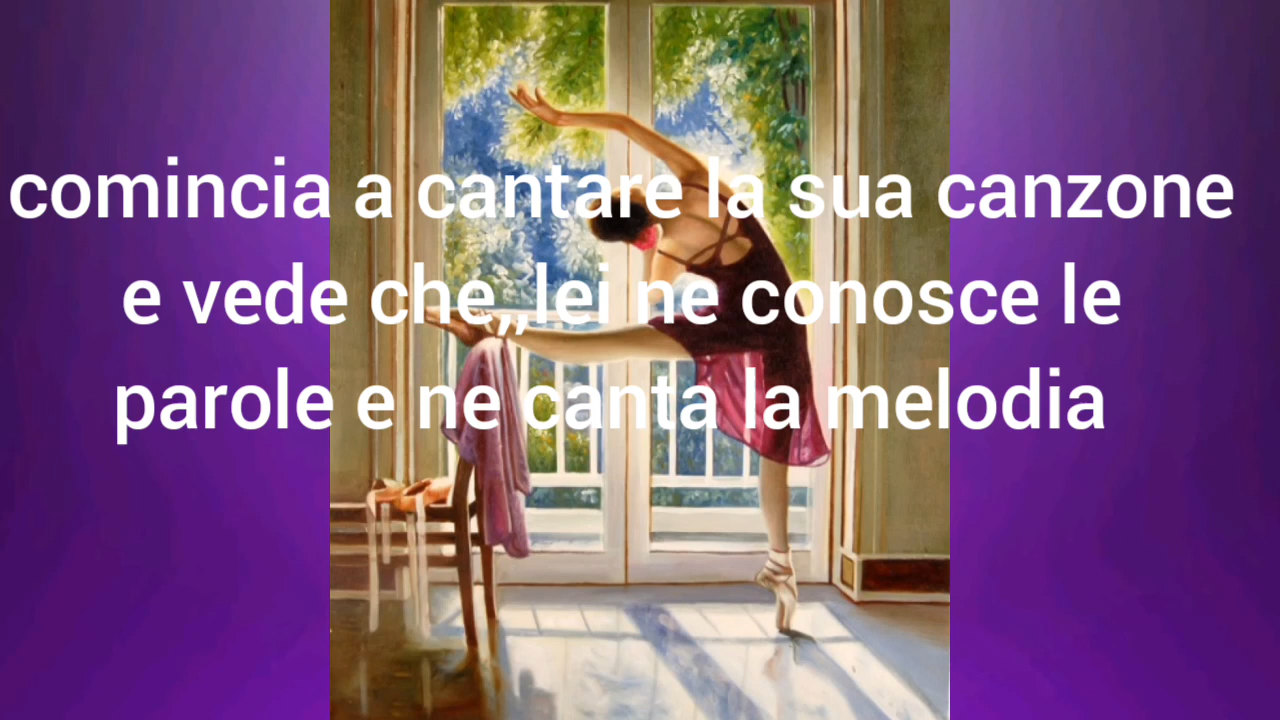 comincia a cantare la sua canzone
e vede che,,lei ne conosce le
parole e ne canta la melodia